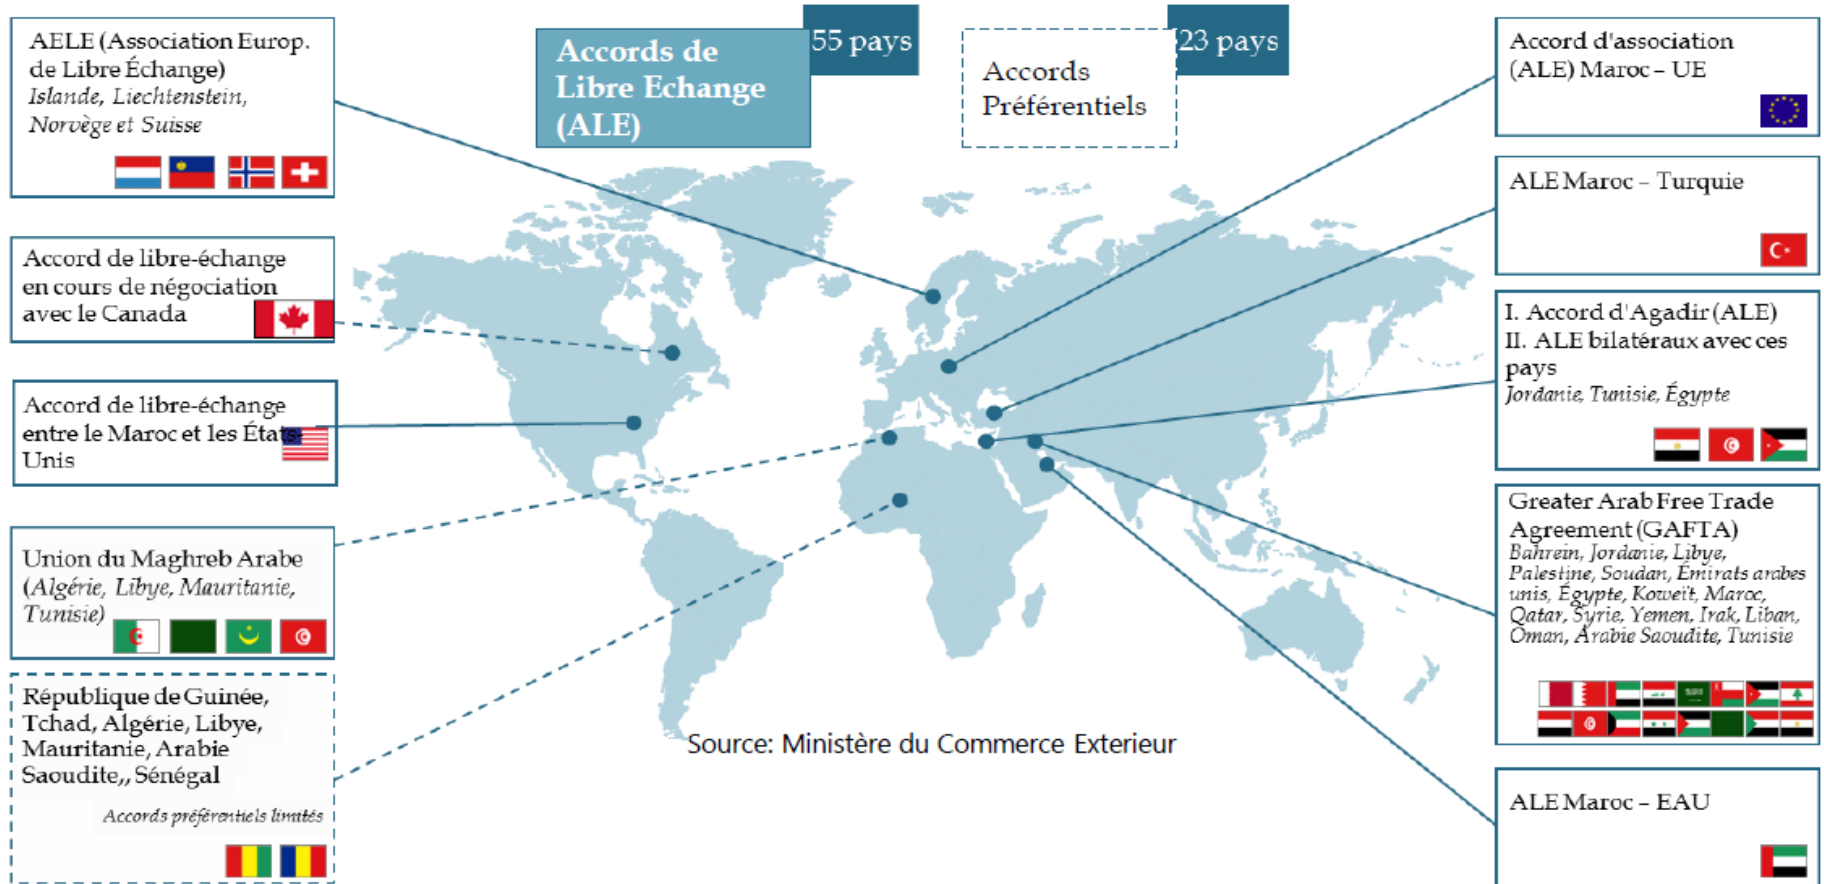 AELE (Association Europ.
de Libre Échange)
Islande, Liechtenstein,
Norvège et Suisse
Accord de libre-échange
en cours de négociation
avec le Canada
Accord de libre-échange
entre le Maroc et les États-
Unis
Union du Maghreb Arabe
(Algérie, Libye, Mauritanie,
Tunisie)
République de Guinée,
Tchad, Algérie, Libye,
Mauritanie, Arabie
Saoudite,, Sénégal
Accords préférentiels limités
Accords de
Libre Echange
(ALE)
55 pays
Accords
Préférentiels
23 pays
Source: Ministère du Commerce Exterieur
Accord d'association
(ALE) Maroc – UE
ALE Maroc – Turquie
I. Accord d'Agadir (ALE)
II. ALE bilatéraux avec ces
pays
Jordanie, Tunisie, Égypte
Greater Arab Free Trade
Agreement (GAFTA)
Bahrein, Jordanie, Libye,
Palestine, Soudan, Émirats arabes
unis, Égypte, Koweït, Maroc,
Qatar, Syrie, Yemen, Irak, Liban,
Oman, Arabie Saoudite, Tunisie
ALE Maroc – EAU